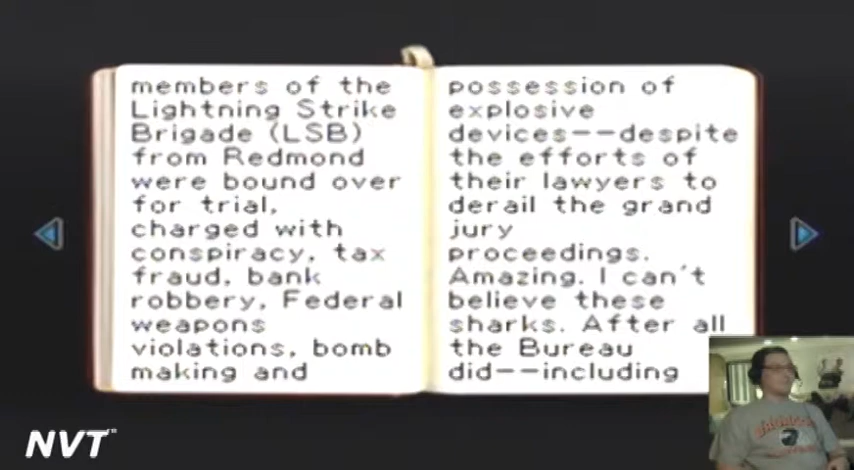 members of the
Lightning Strike
Brigade (LSB)
from Redmond
were bound over
for trial,
charged with
conspiracy, tax
fraud, bank
robbery, Federal
weapons
violations, bomb
making and
possession of
explosive
devices--despite
the efforts of
their lawyers to
derail the grand
jury
proceedings.
Amazing. I can't
believe these
sharks. After all
the Bureau
did--including
NVT™